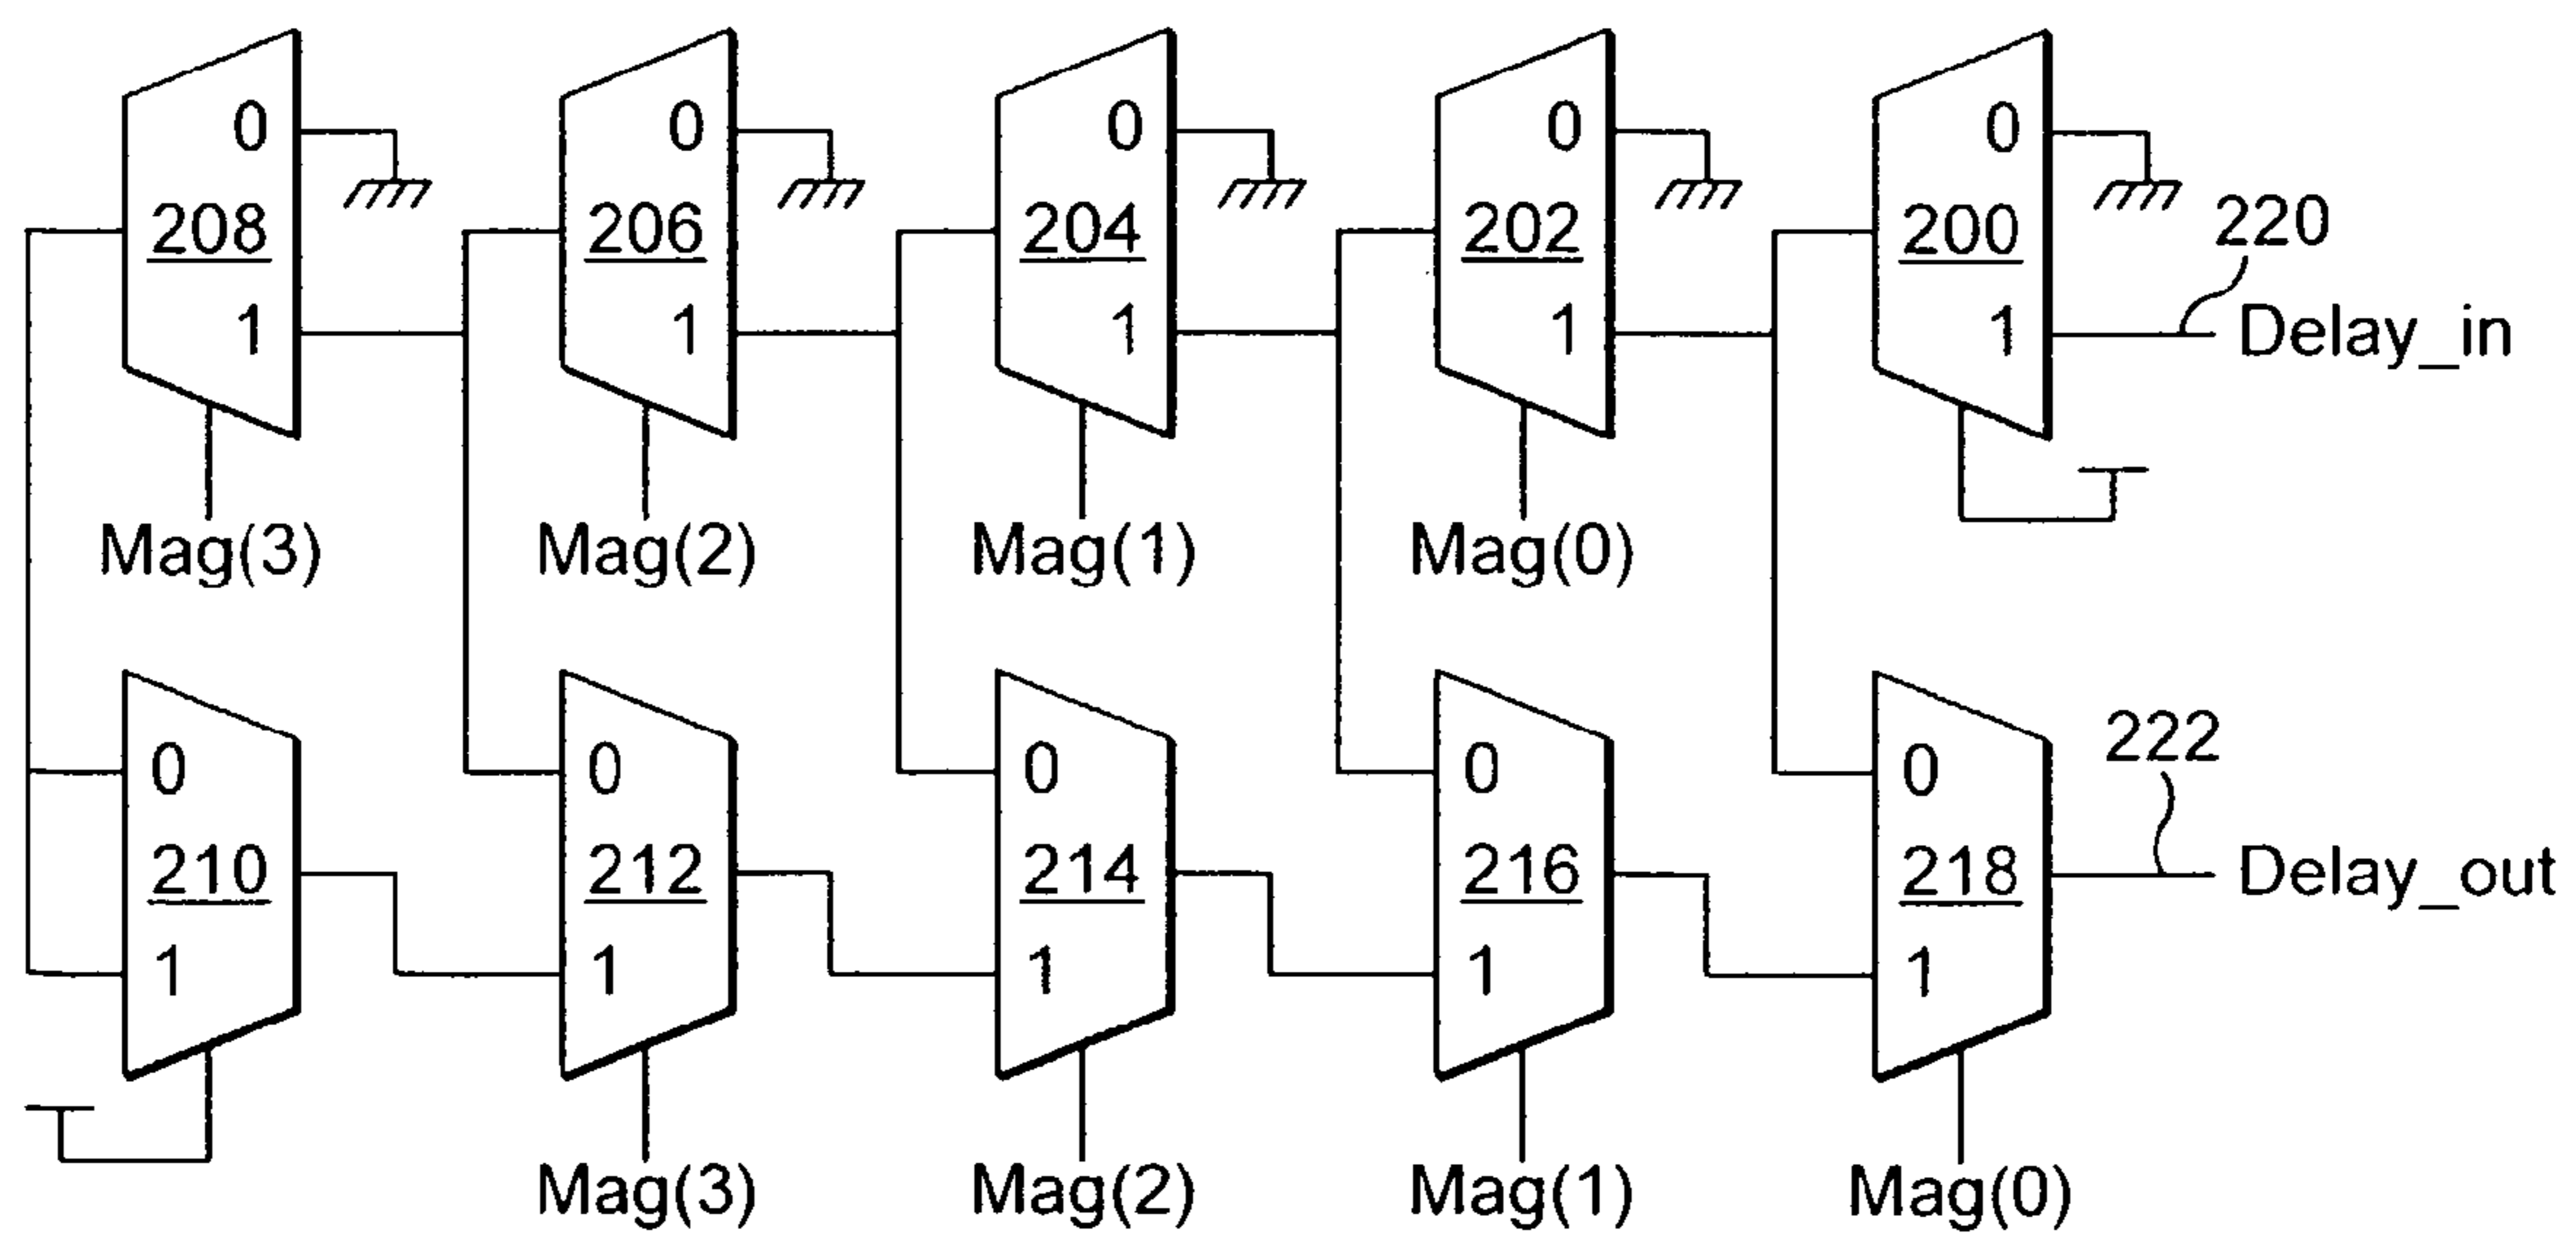 0 0 0 0 0
208 206 204 202 200 220
1 1 1 1 1 Delay_in
Mag(3) Mag(2) Mag(1) Mag(0)
222
0 0 0 0 0
210 212 214 216 218 Delay_out
1 1 1 1 1
Mag(3) Mag(2) Mag(1) Mag(0)